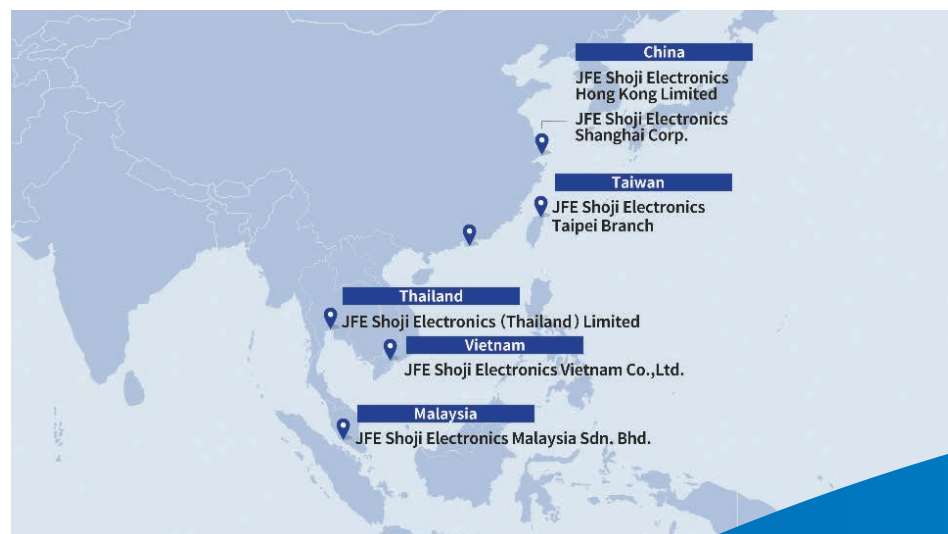 China
JFE Shoji Electronics
Hong Kong Limited
JFE Shoji Electronics
Shanghai Corp.
Taiwan
JFE Shoji Electronics
Taipei Branch
Thailand
JFE Shoji Electronics (Thailand) Limited
Vietnam
JFE Shoji Electronics Vietnam Co.,Ltd.
Malaysia
JFE Shoji Electronics Malaysia Sdn. Bhd.